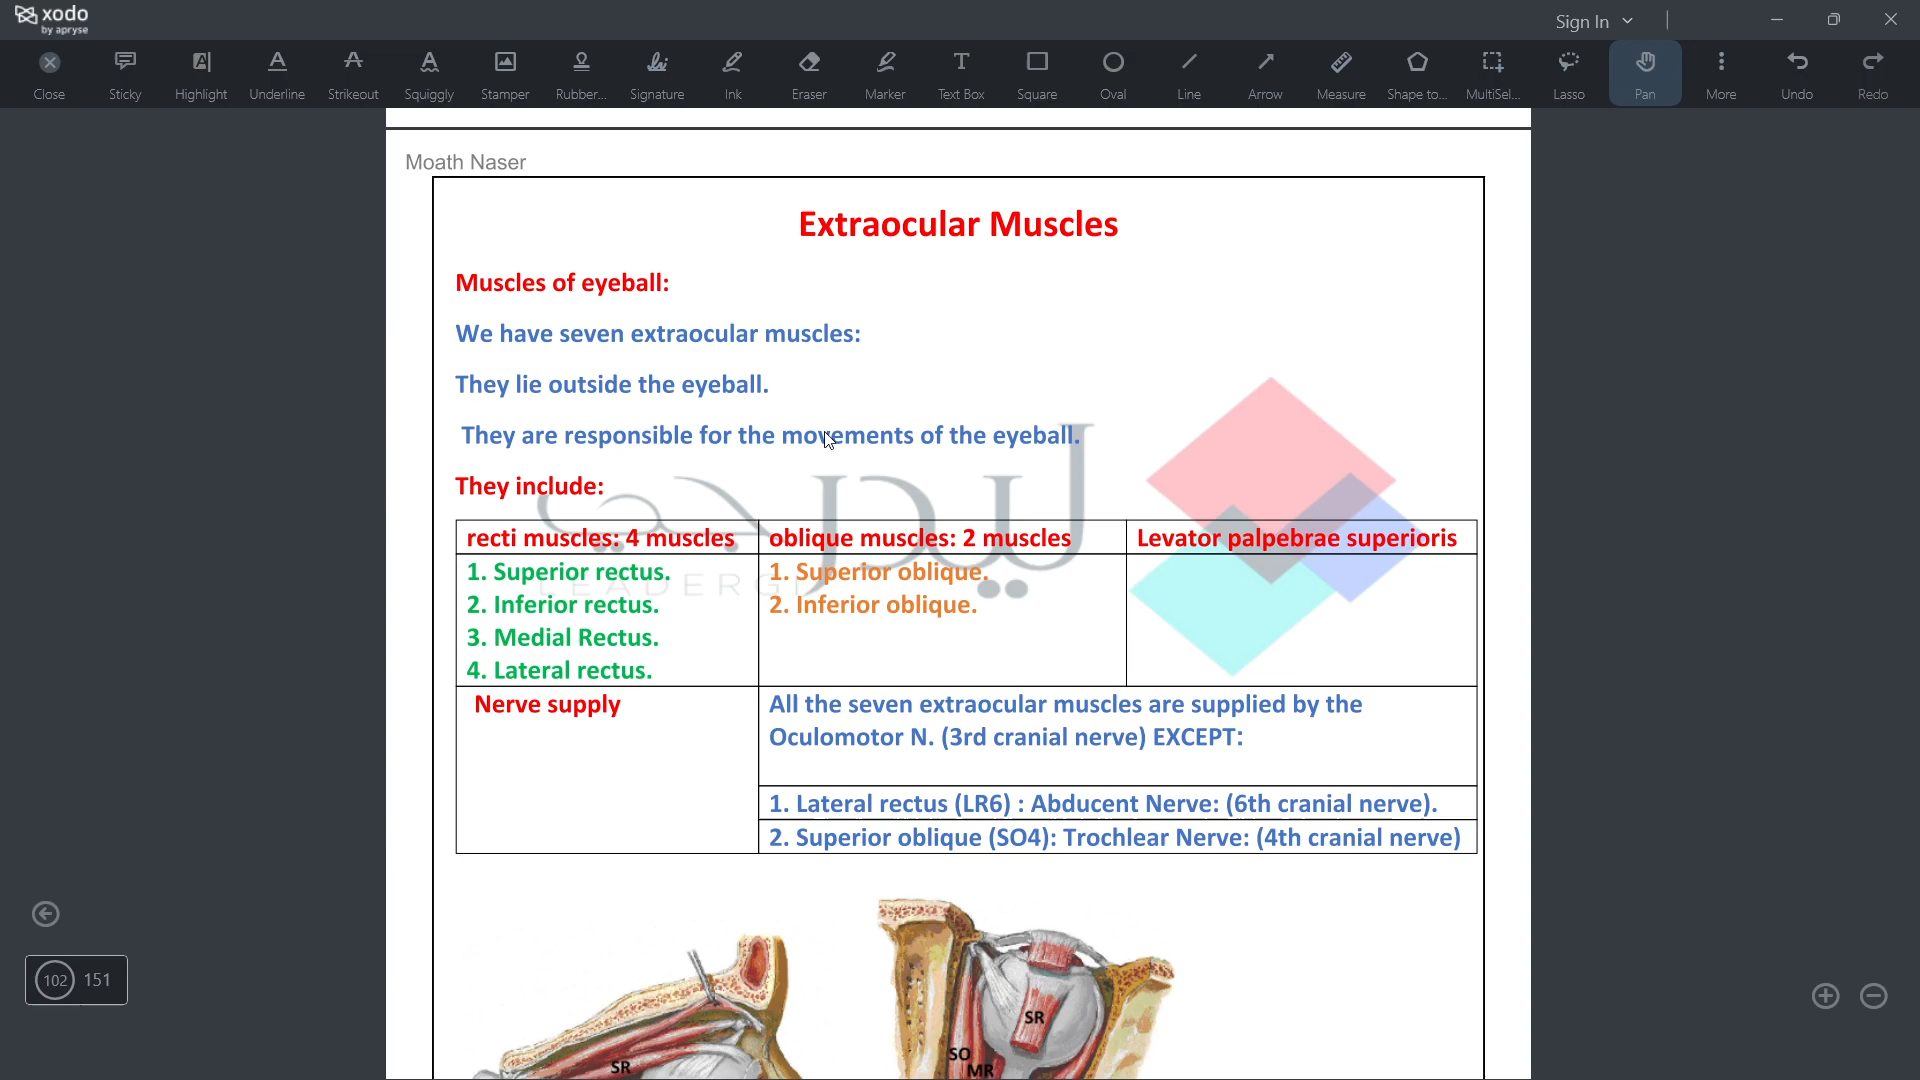 xodo
by apryse
Sign In
Close
Sticky
Highlight
Underline
Strikeout
Squiggly
Stamper
Rubber...
Signature
Ink
Eraser
Marker
Text Box
Square
Oval
Line
Arrow
Measure
Shape to...
MultiSel...
Lasso
Pan
More
Undo
Redo
Moath Naser
Extraocular Muscles
Muscles of eyeball:
We have seven extraocular muscles:
They lie outside the eyeball.
They are responsible for the movements of the eyeball.
They include:
ليدرجي
recti muscles: 4 muscles
oblique muscles: 2 muscles
Levator palpebrae superioris
1. Superior rectus.
2. Inferior rectus.
3. Medial Rectus.
4. Lateral rectus.
1. Superior oblique.
2. Inferior oblique.
Nerve supply
All the seven extraocular muscles are supplied by the
Oculomotor N. (3rd cranial nerve) EXCEPT:
1. Lateral rectus (LR6) : Abducent Nerve: (6th cranial nerve).
2. Superior oblique (SO4): Trochlear Nerve: (4th cranial nerve)
SR
SR
SO
MR
102
151